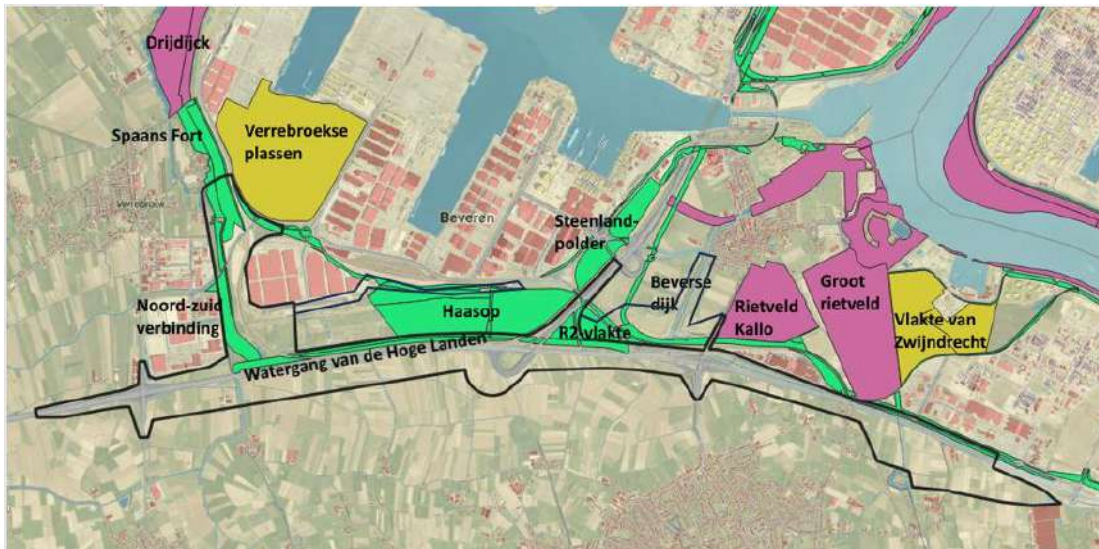 Drijdijck
Spaans Fort
Verrebroekse
plassen
Verrebroek
Beveren
Steenland-
polder
Noord-zuid
verbinding
Haasop
Beverse
dijk
R2-vlakte
Rietveld
Kallo
Groot
rietveld
Vlakte van
Zwijndrecht
Watergang van de Hoge Landen